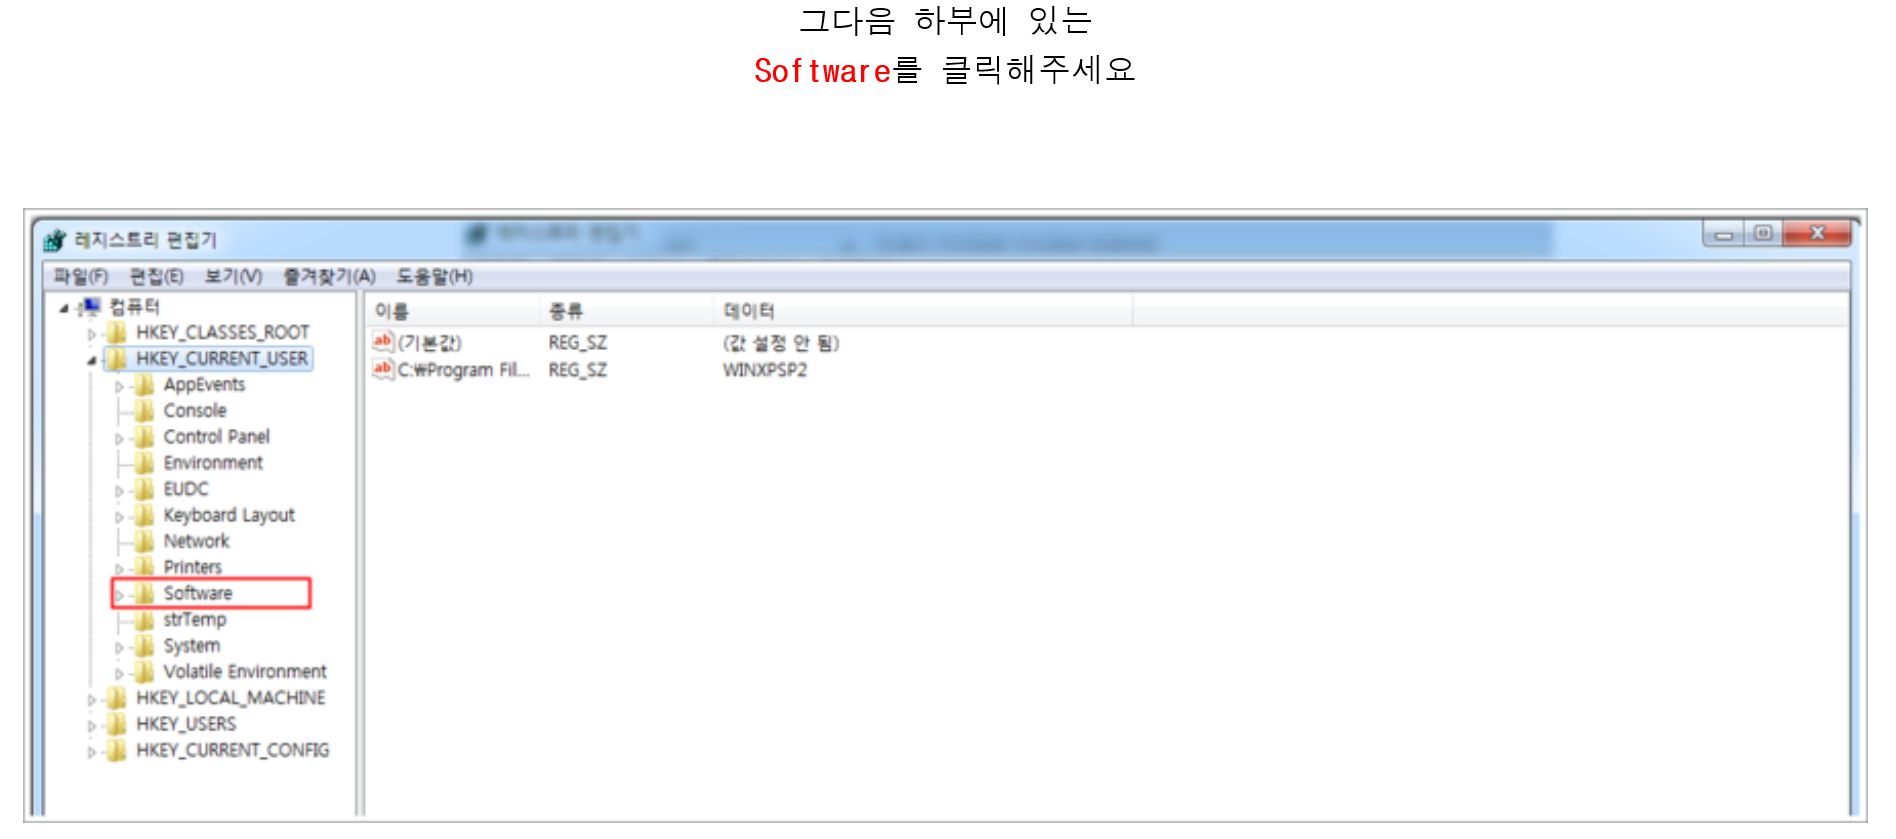 그다음 하부에 있는
Software를 클릭해주세요
레지스트리 편집기
파일(F) 편집(E) 보기(V) 즐겨찾기(A) 도움말(H)
컴퓨터
HKEY_CLASSES_ROOT
HKEY_CURRENT_USER
AppEvents
Console
Control Panel
Environment
EUDC
Keyboard Layout
Network
Printers
Software
strTemp
System
Volatile Environment
HKEY_LOCAL_MACHINE
HKEY_USERS
HKEY_CURRENT_CONFIG
이름 종류 데이터
ab (기본값) REG_SZ (값 설정 안 됨)
ab C:₩Program Fil... REG_SZ WINXPSP2